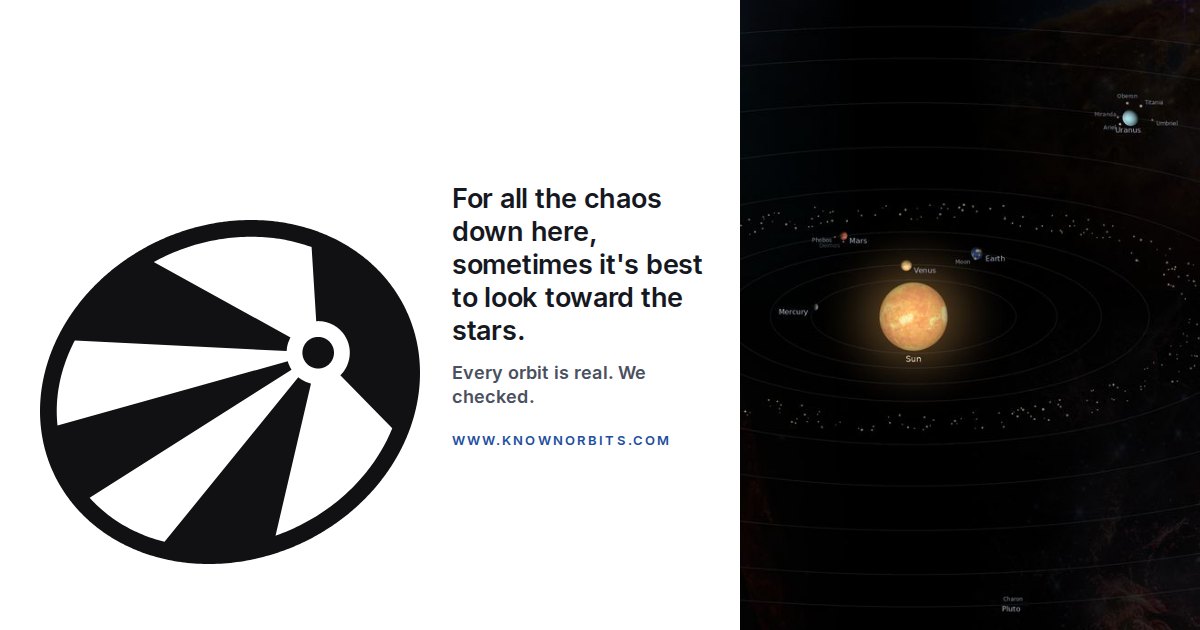 For all the chaos
down here,
sometimes it's best
to look toward the
stars.
Every orbit is real. We
checked.
WWW.KNOWNORBITS.COM
Oberon
Titania
Miranda
Umbriel
Ariel
Uranus
Phobos
Mars
Deimos
Earth
Moon
Venus
Mercury
Sun
Charon
Pluto